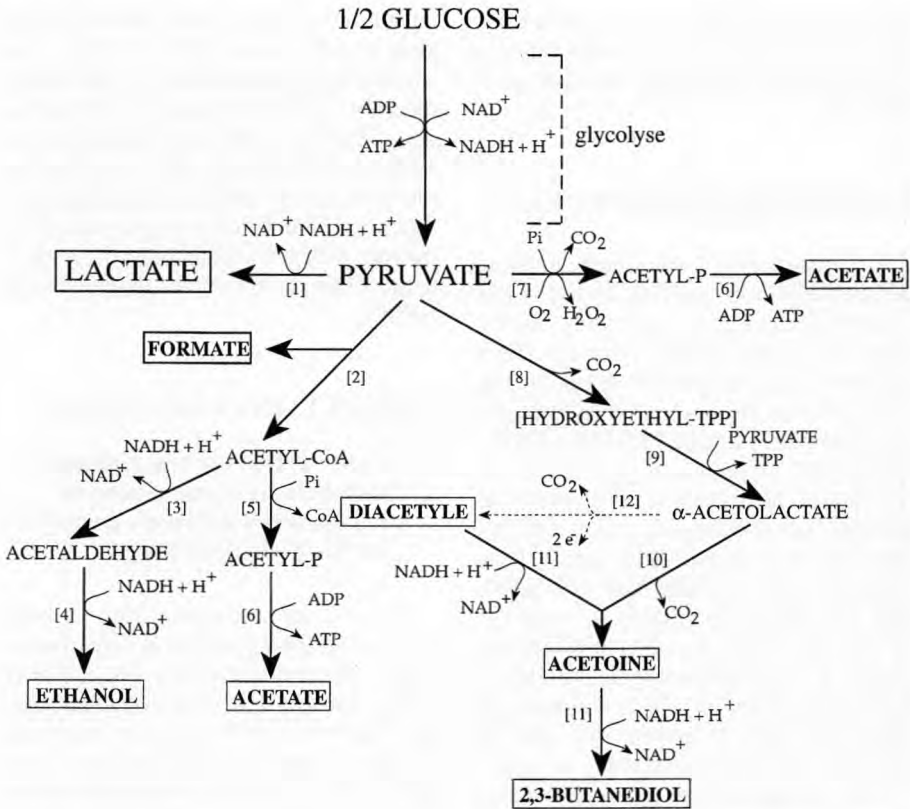 1/2 GLUCOSE
ADP
NAD+
glycolyse
ATP
NADH + H+
NAD+ NADH + H+
Pi
CO2
LACTATE
PYRUVATE
ACETYL-P
ACETATE
[1]
[7]
[6]
O2
H2O2
ADP
ATP
FORMATE
[2]
[8]
CO2
[HYDROXYETHYL-TPP]
NADH + H+
ACETYL-CoA
PYRUVATE
NAD+
Pi
[9]
TPP
[3]
[5]
CoA
CO2
[12]
DIACETYLE
α-ACETOLACTATE
2 e-
ACETALDEHYDE
ACETYL-P
NADH + H+
[11]
[10]
NADH + H+
ADP
NAD+
CO2
[4]
NAD+
[6]
ATP
ACETOINE
ETHANOL
ACETATE
[11]
NADH + H+
NAD+
2,3-BUTANEDIOL